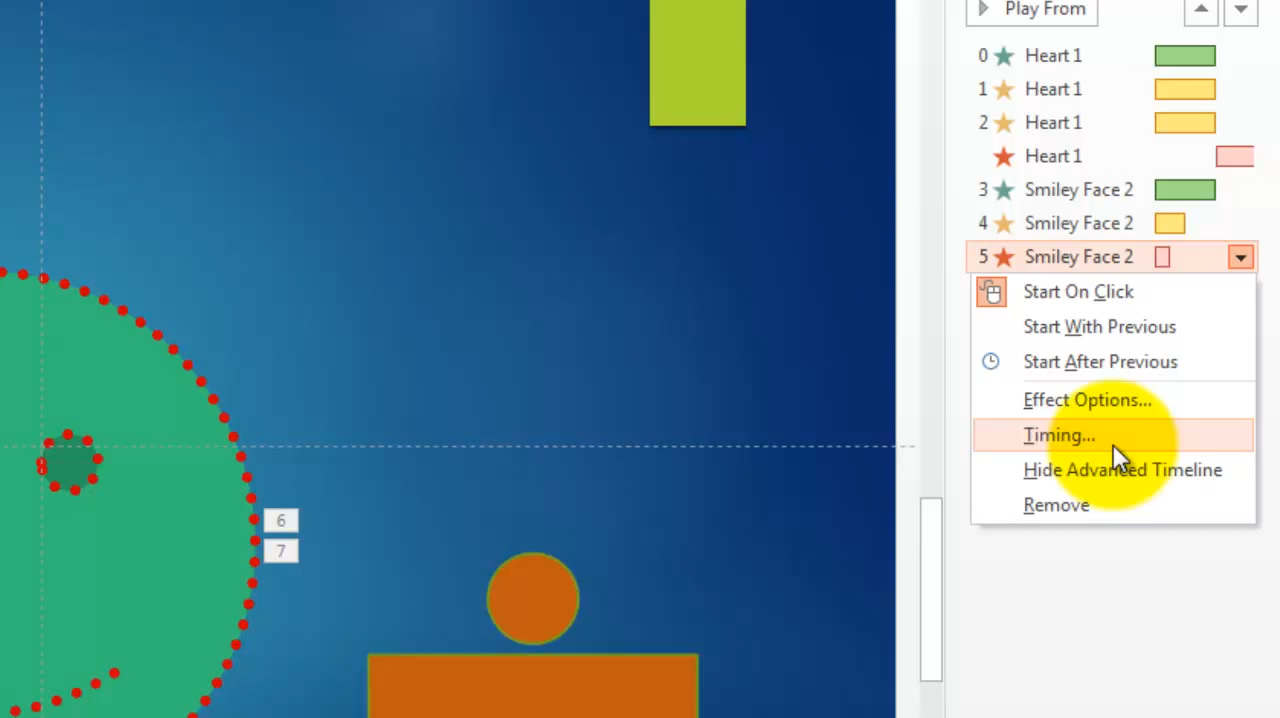 Play From
0 Heart 1
1 Heart 1
2 Heart 1
Heart 1
3 Smiley Face 2
4 Smiley Face 2
5 Smiley Face 2
Start On Click
Start With Previous
Start After Previous
Effect Options...
Timing...
Hide Advanced Timeline
Remove
6
7